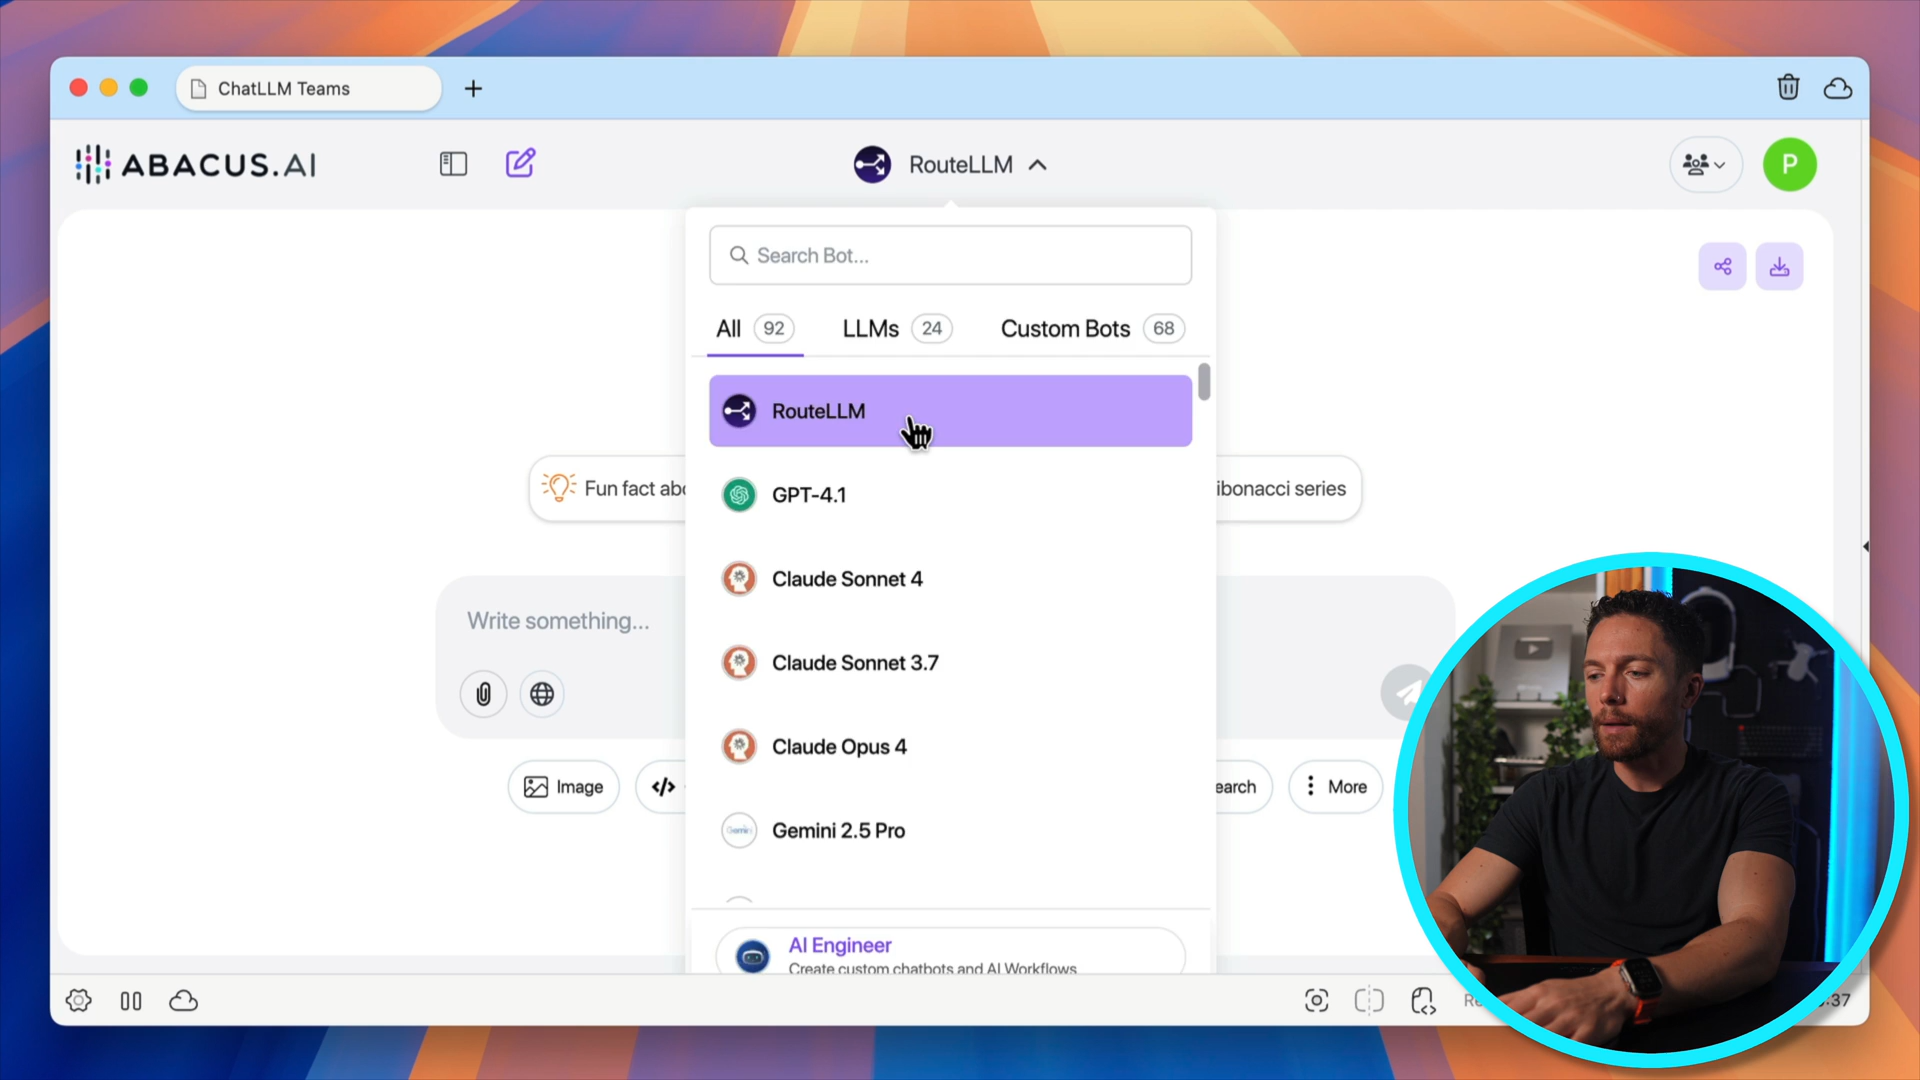 ChatLLM Teams
ABACUS.AI
RouteLLM
P
Search Bot...
All 92 LLMs 24 Custom Bots 68
RouteLLM
GPT-4.1
Fun fact abo
ibonacci series
Claude Sonnet 4
Write something...
Claude Sonnet 3.7
Claude Opus 4
Image
earch
More
Gemini 2.5 Pro
AI Engineer
Create custom chatbots and AI Workflows
:37